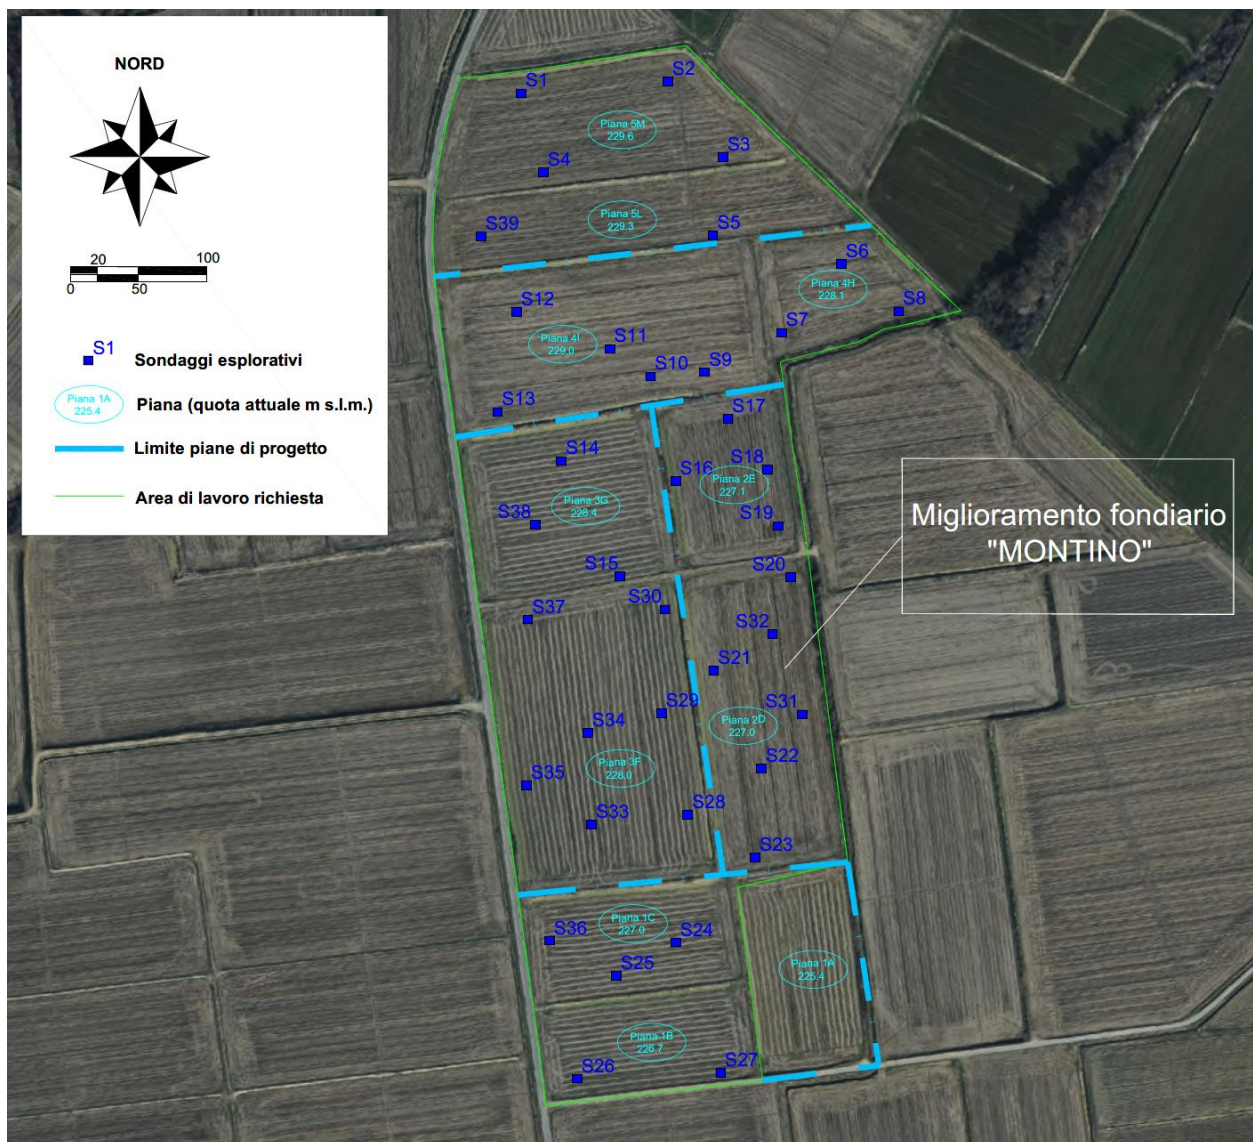 NORD
20
100
0
50
S1
Sondaggi esplorativi
Piana 1A
225.4
Piana (quota attuale m s.l.m.)
Limite piane di progetto
Area di lavoro richiesta
S1
S2
Piana 5M
229.6
S3
S4
Piana 5L
229.3
S39
S5
S6
Piana 4H
228.1
S12
S8
S7
Piana 4I
229.0
S11
S10
S9
S13
S17
S14
S18
S16
Piana 2E
227.1
Piana 3G
228.4
S38
S19
Miglioramento fondiario
"MONTINO"
S15
S20
S30
S37
S32
S21
S29
S31
S34
Piana 2D
227.0
Piana 3F
228.0
S22
S35
S28
S33
S23
Piana 1C
227.0
S36
S24
S25
Piana 1A
225.4
Piana 1B
226.7
S26
S27